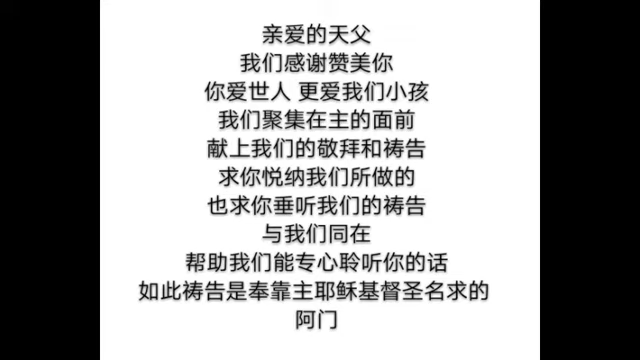 亲爱的天父
我们感谢赞美你
你爱世人 更爱我们小孩
我们聚集在主的面前
献上我们的敬拜和祷告
求你悦纳我们所做的
也求你垂听我们的祷告
与我们同在
帮助我们能专心聆听你的话
如此祷告是奉靠主耶稣基督圣名求的
阿门